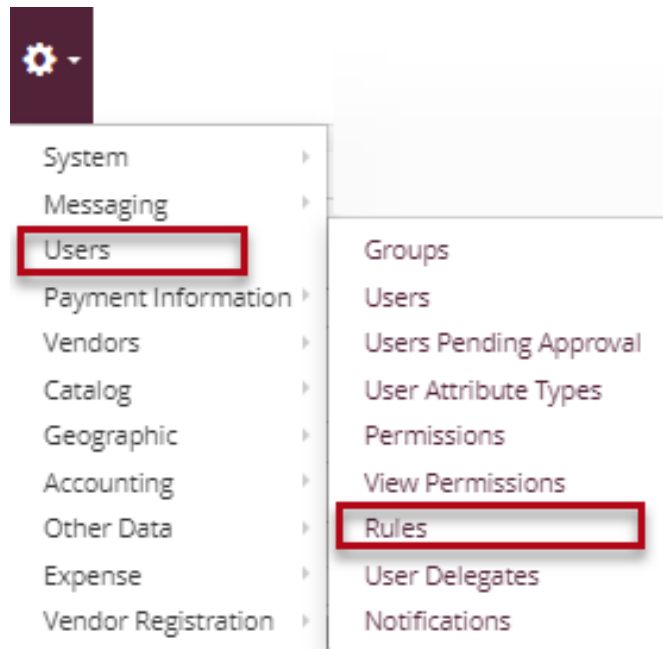 System
Messaging
Users
Payment Information
Vendors
Catalog
Geographic
Accounting
Other Data
Expense
Vendor Registration
Groups
Users
Users Pending Approval
User Attribute Types
Permissions
View Permissions
Rules
User Delegates
Notifications